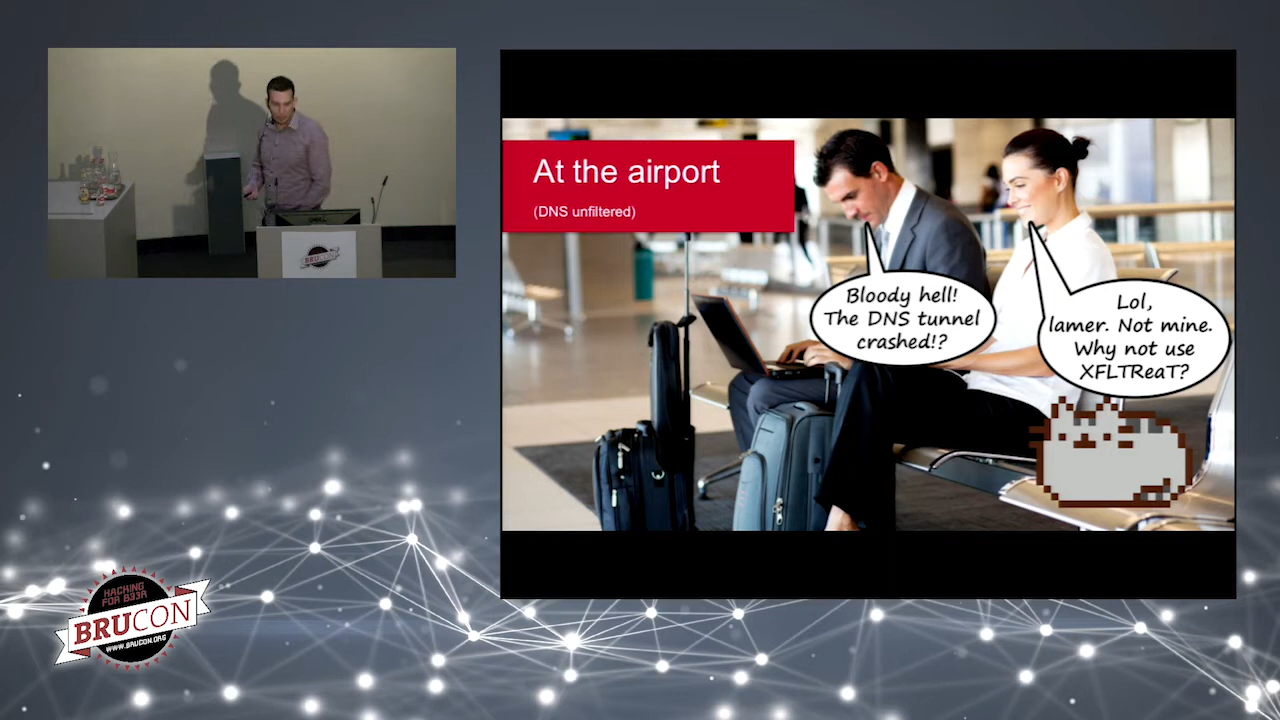 At the airport
(DNS unfiltered)
Bloody hell!
The DNS tunnel
crashed!?
Lol,
lamer. Not mine.
Why not use
XFLTReaT?
HACKING
FOR B33R
BRUCON
WWW.BRUCON.ORG
BRUCON